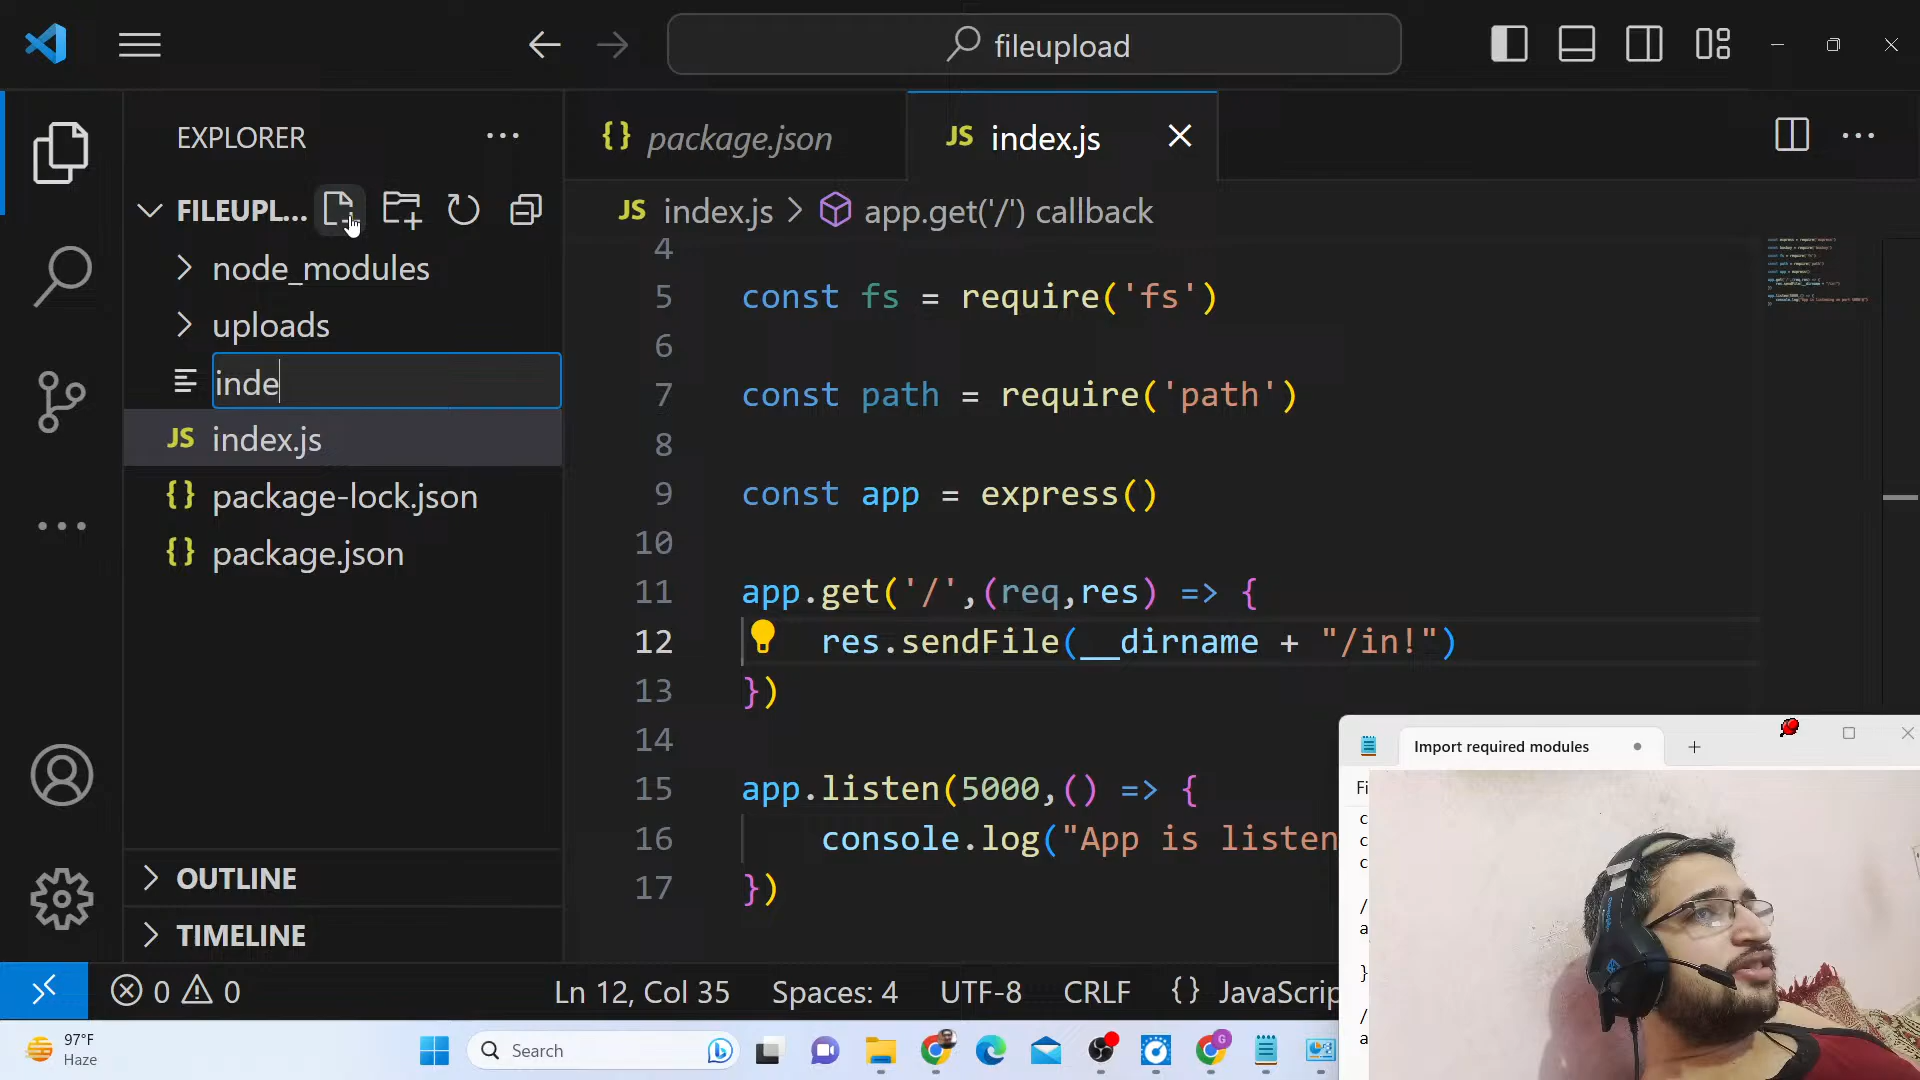 fileupload
EXPLORER
package.json
JS index.js
FILEUPL...
JS index.js > app.get('/') callback
node_modules
uploads
inde
JS index.js
{} package-lock.json
{} package.json
OUTLINE
TIMELINE
4
5 const fs = require('fs')
6
7 const path = require('path')
8
9 const app = express()
10
11 app.get('/',(req,res) => {
12 res.sendFile(__dirname + "/in!")
13 })
14
15 app.listen(5000,() => {
16 console.log("App is listen
17 })
Import required modules
Fi
c
c
c
/
a
}
/
a
0 0
Ln 12, Col 35 Spaces: 4 UTF-8 CRLF {} JavaScrip
97°F
Haze
Search